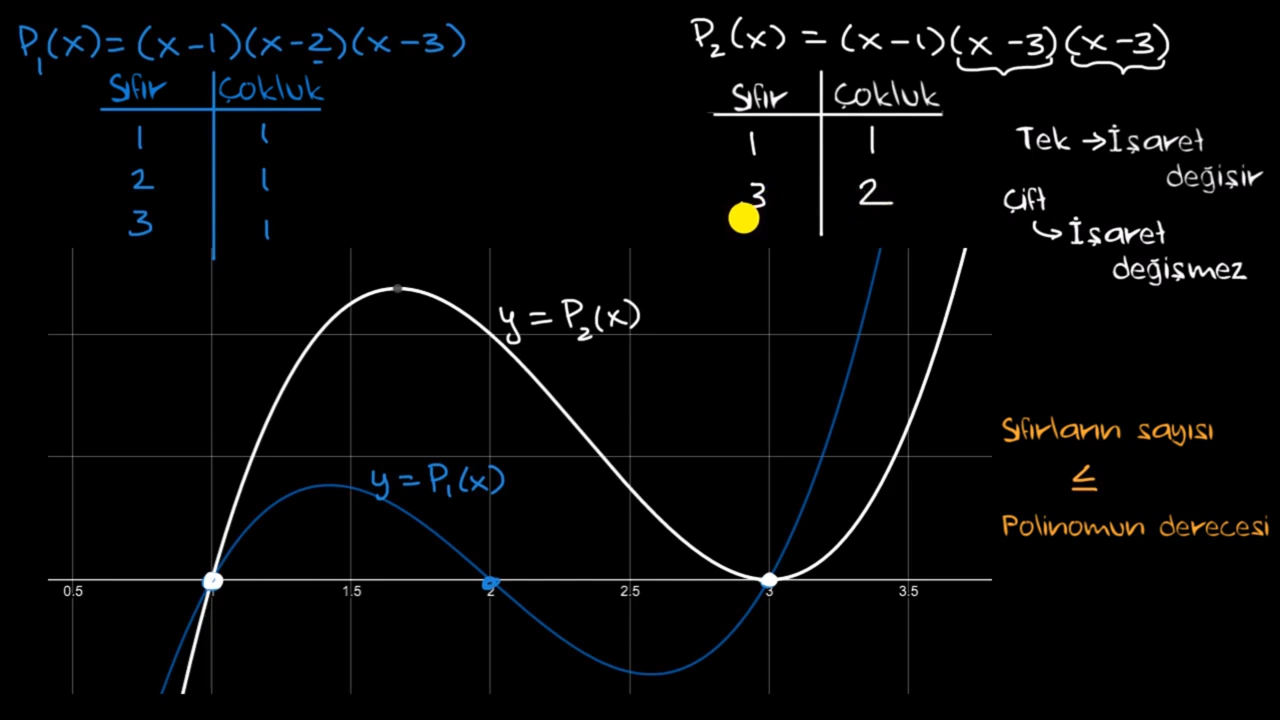 P₁(x) = (x-1)(x-2)(x-3)
Sıfır Çokluk
1 1
2 1
3 1
P₂(x) = (x-1)(x-3)(x-3)
Sıfır Çokluk
1 1
3 2
Tek → İşaret
değişir
Çift
↳ İşaret
değişmez
y = P₂(x)
y = P₁(x)
Sıfırların sayısı
≤
Polinomun derecesi
0.5 1.5 2 2.5 3 3.5